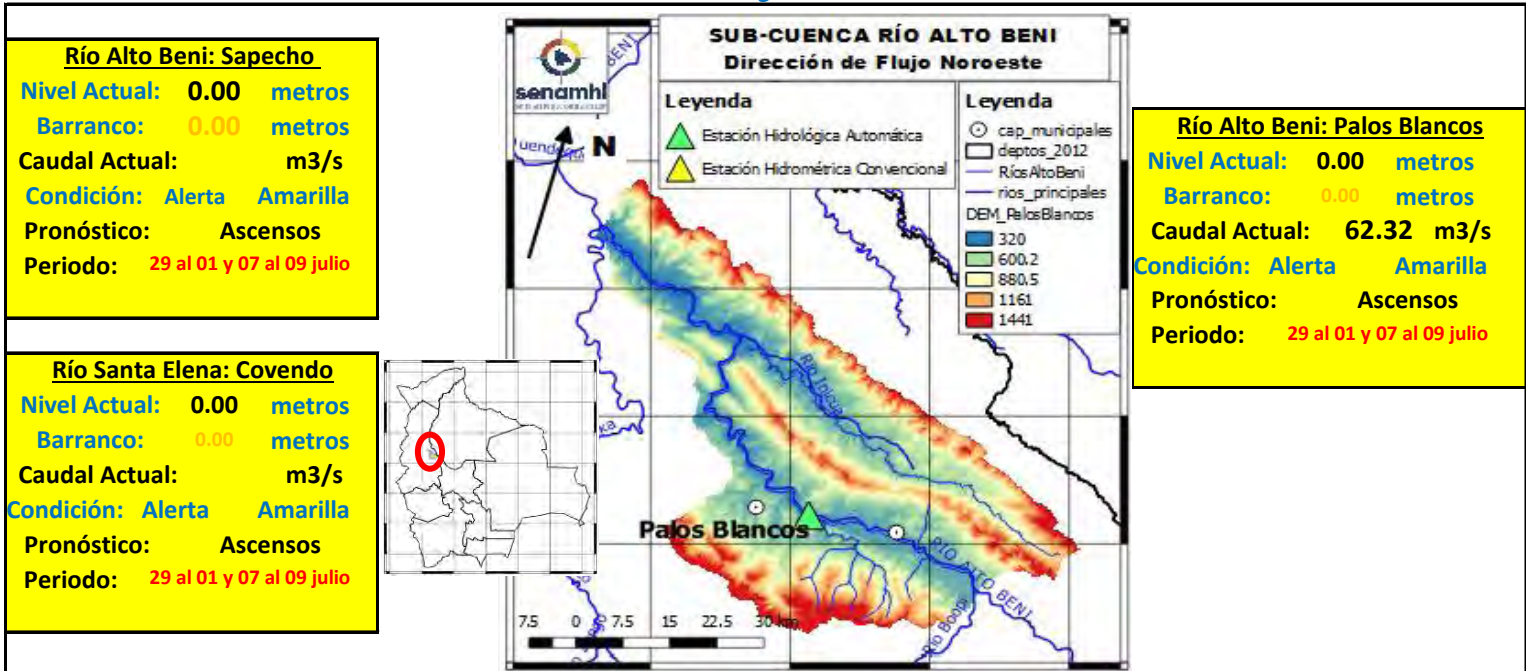 Río Alto Beni: Sapecho
Nivel Actual: 0.00 metros
Barranco: 0.00 metros
Caudal Actual: m3/s
Condición: Alerta Amarilla
Pronóstico: Ascensos
Periodo: 29 al 01 y 07 al 09 julio
Río Santa Elena: Covendo
Nivel Actual: 0.00 metros
Barranco: 0.00 metros
Caudal Actual: m3/s
Condición: Alerta Amarilla
Pronóstico: Ascensos
Periodo: 29 al 01 y 07 al 09 julio
senamhi
BENI
SUB-CUENCA RÍO ALTO BENI
Dirección de Flujo Noroeste
Leyenda
Estación Hidrológica Automática
Estación Hidrométrica Convencional
Leyenda
cap_municipales
deptos_2012
RíosAltoBeni
rios_principales
DEM_PalosBlancos
320
600.2
880.5
1161
1441
N
Río Inicua
Palos Blancos
RÍO ALTO BENI
Río Boopi
7.5 0 7.5 15 22.5 30 km
Río Alto Beni: Palos Blancos
Nivel Actual: 0.00 metros
Barranco: 0.00 metros
Caudal Actual: 62.32 m3/s
Condición: Alerta Amarilla
Pronóstico: Ascensos
Periodo: 29 al 01 y 07 al 09 julio